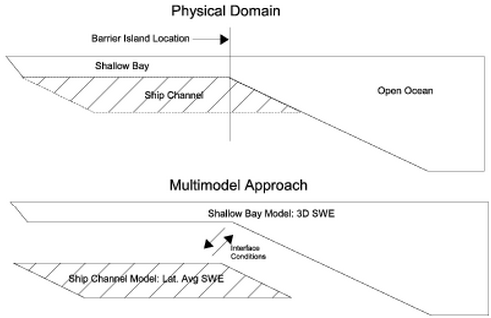 Physical Domain
Barrier Island Location
Shallow Bay
Ship Channel
Open Ocean
Multimodel Approach
Shallow Bay Model: 3D SWE
Interface
Conditions
Ship Channel Model: Lat. Avg SWE